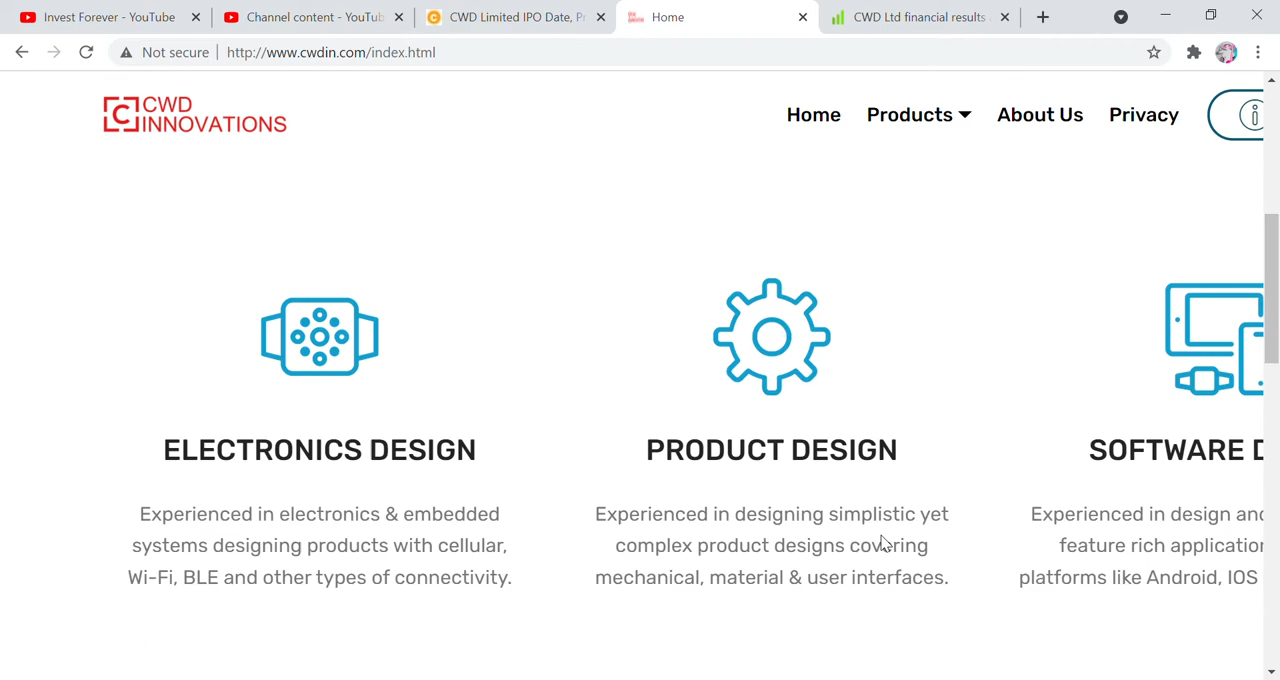 Invest Forever - YouTube
Channel content - YouTub
CWD Limited IPO Date, P
Home
CWD Ltd financial results
Not secure
http://www.cwdin.com/index.html
CWD
INNOVATIONS
Home
Products
About Us
Privacy
ELECTRONICS DESIGN
Experienced in electronics & embedded
systems designing products with cellular,
Wi-Fi, BLE and other types of connectivity.
PRODUCT DESIGN
Experienced in designing simplistic yet
complex product designs covering
mechanical, material & user interfaces.
SOFTWARE D
Experienced in design and
feature rich application
platforms like Android, IOS